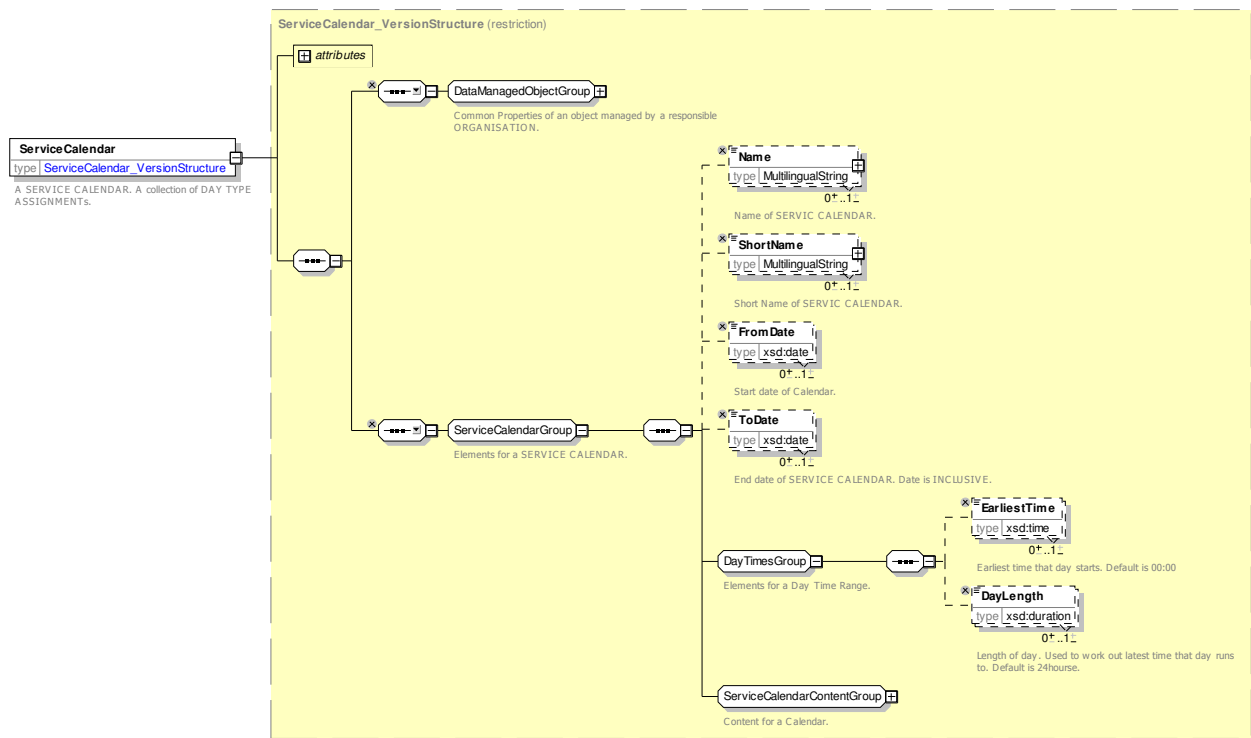 ServiceCalendar_VersionStructure (restriction)
attributes
DataManagedObjectGroup
Common Properties of an object managed by a responsible
ORGANISATION.
ServiceCalendar
type ServiceCalendar_VersionStructure
A SERVICE CALENDAR. A collection of DAY TYPE
ASSIGNMENTs.
Name
type MultilingualString
0..1
Name of SERVIC CALENDAR.
ShortName
type MultilingualString
0..1
Short Name of SERVIC CALENDAR.
FromDate
type xsd:date
0..1
Start date of Calendar.
ServiceCalendarGroup
Elements for a SERVICE CALENDAR.
ToDate
type xsd:date
0..1
End date of SERVICE CALENDAR. Date is INCLUSIVE.
DayTimesGroup
Elements for a Day Time Range.
EarliestTime
type xsd:time
0..1
Earliest time that day starts. Default is 00:00
DayLength
type xsd:duration
0..1
Length of day. Used to work out latest time that day runs
to. Default is 24hourse.
ServiceCalendarContentGroup
Content for a Calendar.